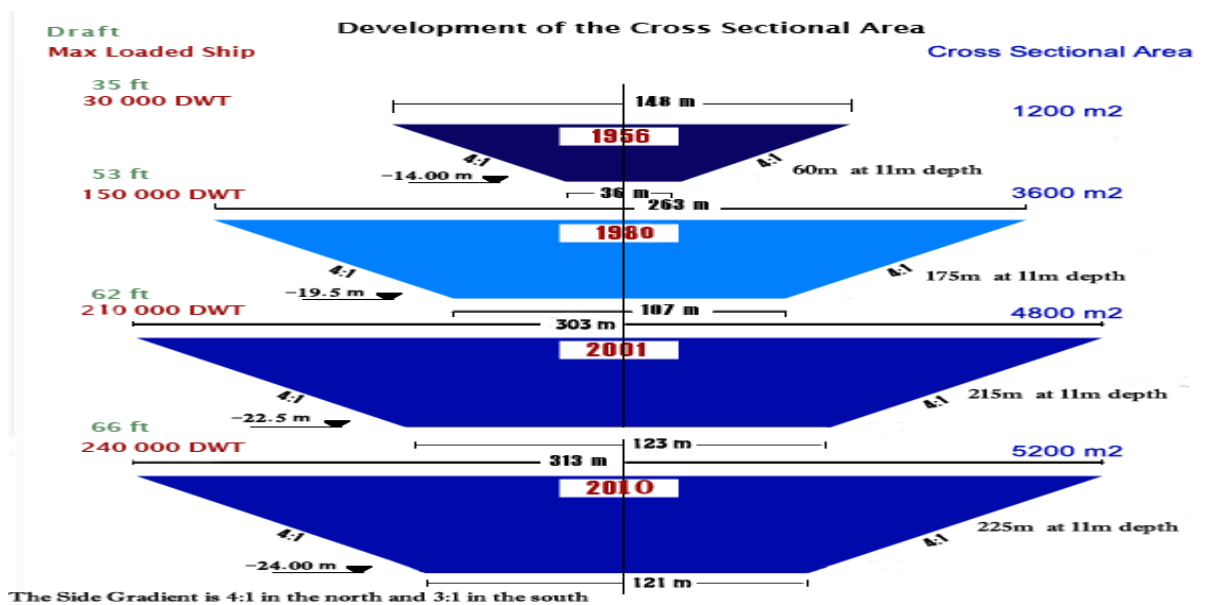 Development of the Cross Sectional Area
Draft
Max Loaded Ship
Cross Sectional Area
35 ft
30 000 DWT
148 m
1200 m2
1956
4:1
4:1
60m at 11m depth
-14.00 m
36 m
53 ft
150 000 DWT
263 m
3600 m2
1980
4:1
4:1
175m at 11m depth
-19.5 m
107 m
62 ft
210 000 DWT
303 m
4800 m2
2001
4:1
4:1
215m at 11m depth
-22.5 m
123 m
66 ft
240 000 DWT
313 m
5200 m2
2010
4:1
4:1
225m at 11m depth
-24.00 m
121 m
The Side Gradient is 4:1 in the north and 3:1 in the south